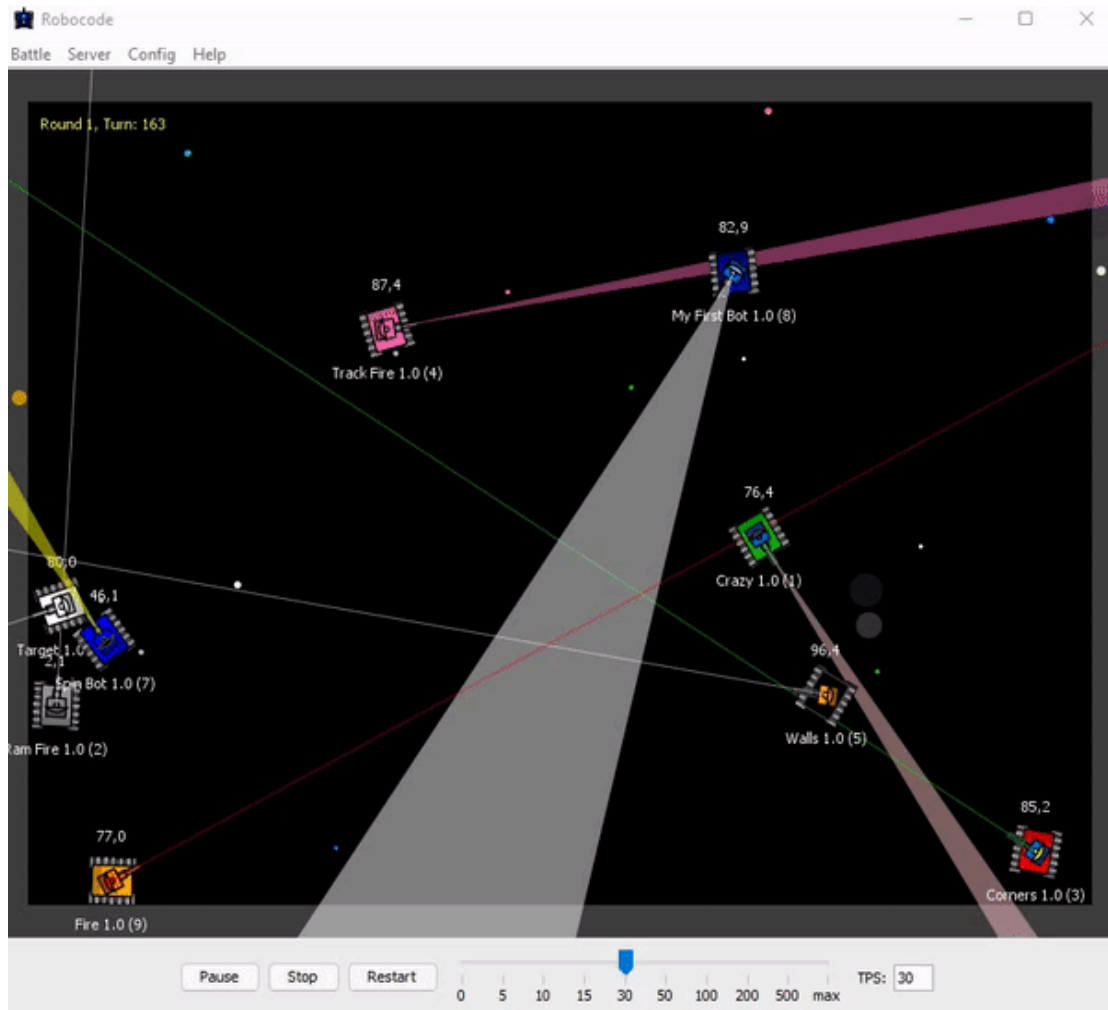 Robocode
Battle Server Config Help
Round 1, Turn: 163
82,9
My First Bot 1.0 (8)
87,4
Track Fire 1.0 (4)
76,4
Crazy 1.0 (1)
80,0
46,1
Target 1.0
2,1
Spin Bot 1.0 (7)
96,4
Walls 1.0 (5)
Ram Fire 1.0 (2)
85,2
Corners 1.0 (3)
77,0
Fire 1.0 (9)
Pause Stop Restart
0 5 10 15 30 50 100 200 500 max
TPS: 30